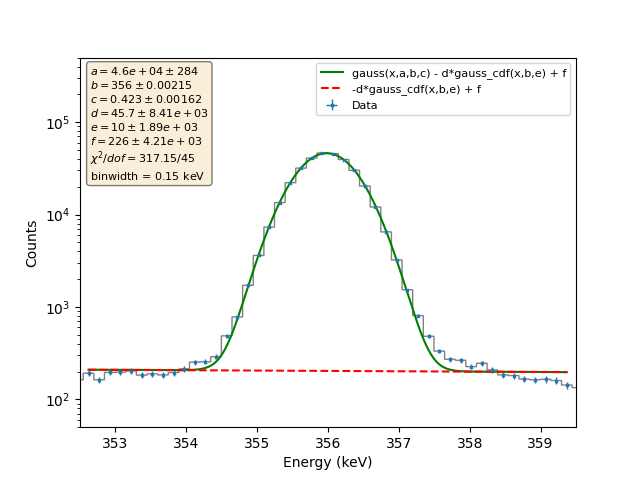 a = 4.6e + 04 ± 284
b = 356 ± 0.00215
c = 0.423 ± 0.00162
d = 45.7 ± 8.41e + 03
e = 10 ± 1.89e + 03
f = 226 ± 4.21e + 03
χ²/dof = 317.15/45
binwidth = 0.15 keV
gauss(x,a,b,c) - d*gauss_cdf(x,b,e) + f
-d*gauss_cdf(x,b,e) + f
Data
10⁵
10⁴
10³
10²
Counts
353 354 355 356 357 358 359
Energy (keV)